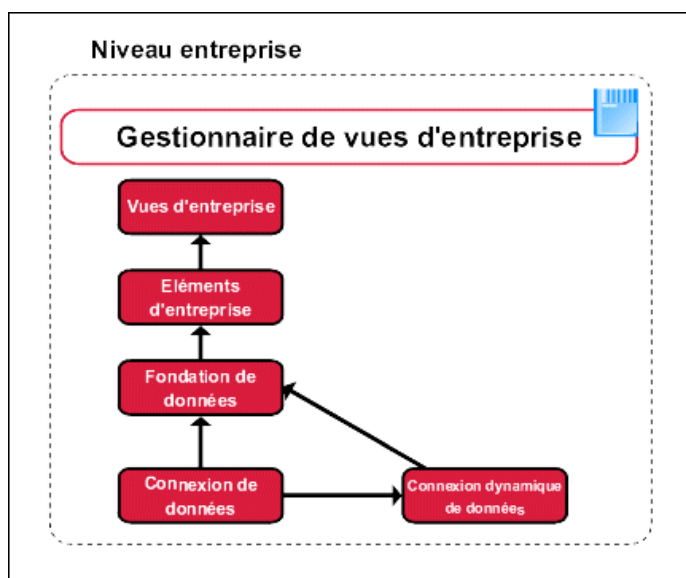 Niveau entreprise
Gestionnaire de vues d'entreprise
Vues d'entreprise
Eléments
d'entreprise
Fondation de
données
Connexion de
données
Connexion dynamique
de données